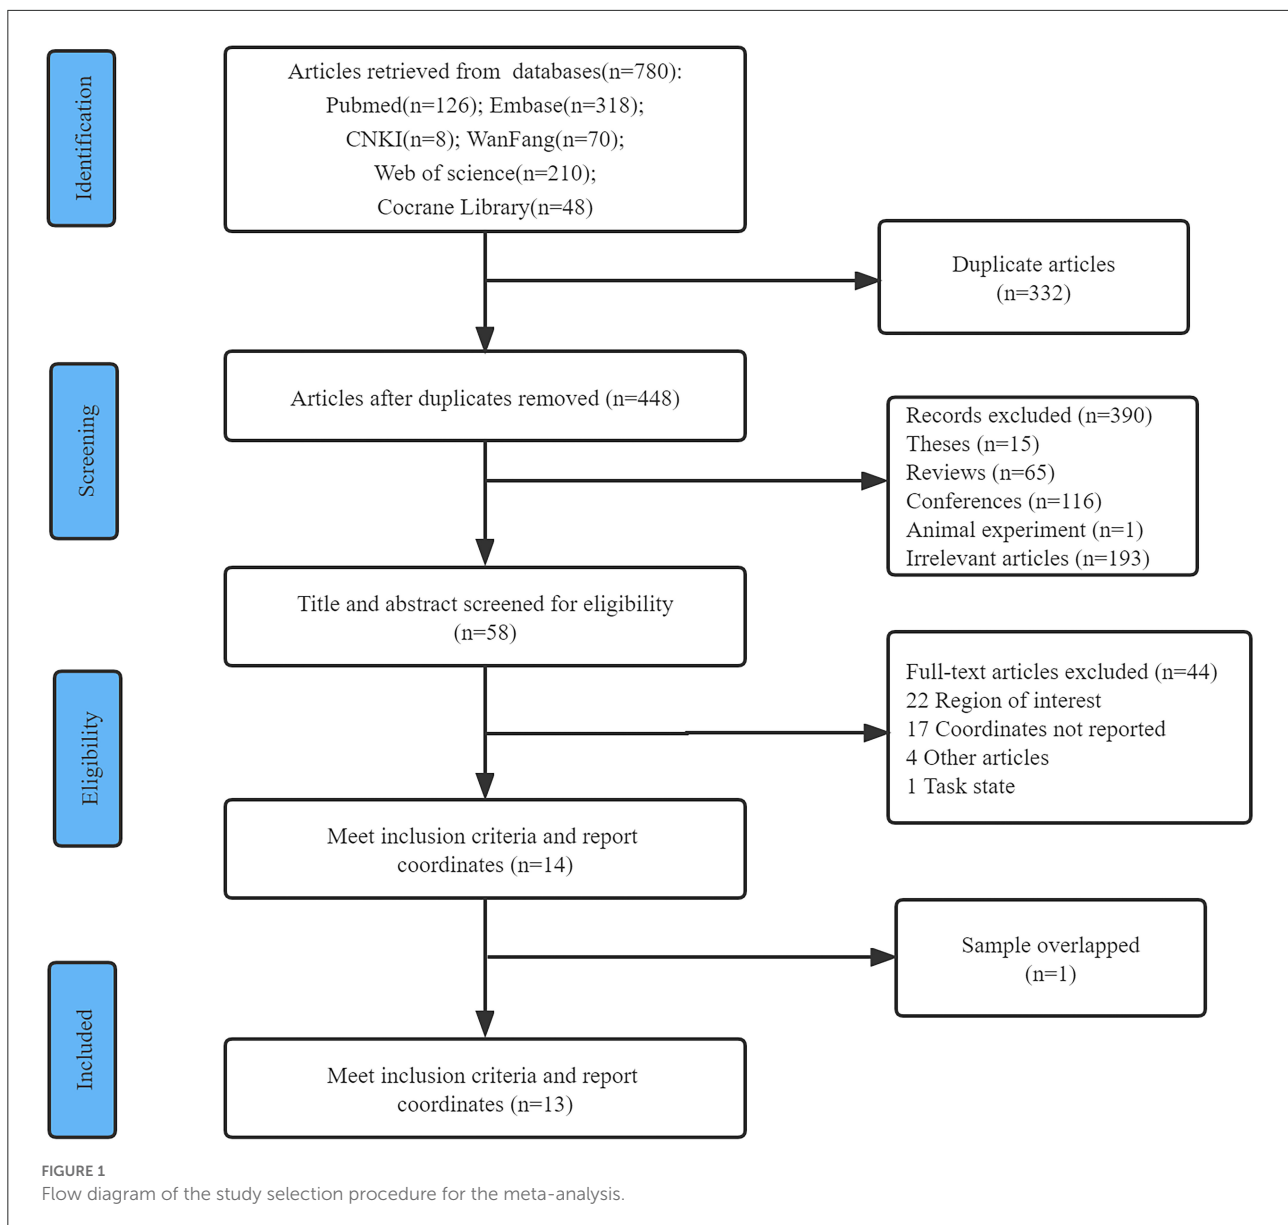 Identification
Articles retrieved from databases(n=780):
Pubmed(n=126); Embase(n=318);
CNKI(n=8); WanFang(n=70);
Web of science(n=210);
Cocrane Library(n=48)
Duplicate articles
(n=332)
Screening
Articles after duplicates removed (n=448)
Records excluded (n=390)
Theses (n=15)
Reviews (n=65)
Conferences (n=116)
Animal experiment (n=1)
Irrelevant articles (n=193)
Title and abstract screened for eligibility
(n=58)
Eligibility
Full-text articles excluded (n=44)
22 Region of interest
17 Coordinates not reported
4 Other articles
1 Task state
Meet inclusion criteria and report
coordinates (n=14)
Sample overlapped
(n=1)
Included
Meet inclusion criteria and report
coordinates (n=13)
FIGURE 1
Flow diagram of the study selection procedure for the meta-analysis.